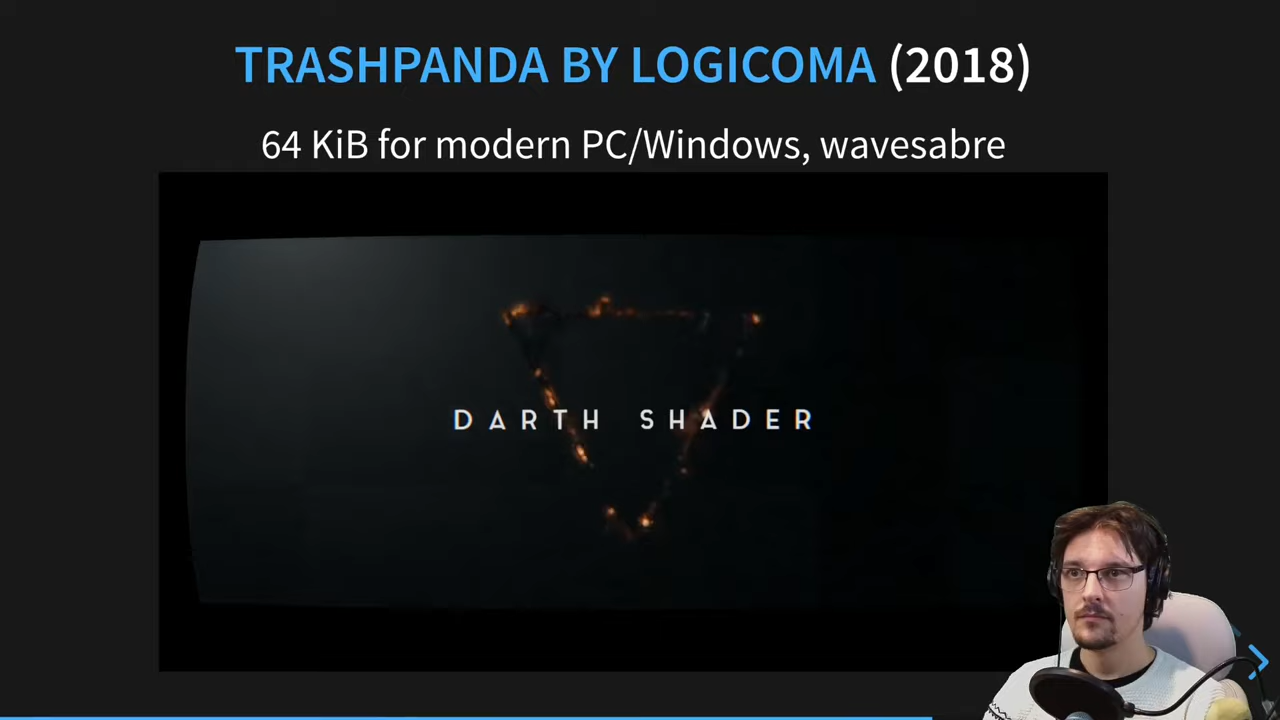 TRASHPANDA BY LOGICOMA (2018)
64 KiB for modern PC/Windows, wavesabre
DARTH SHADER